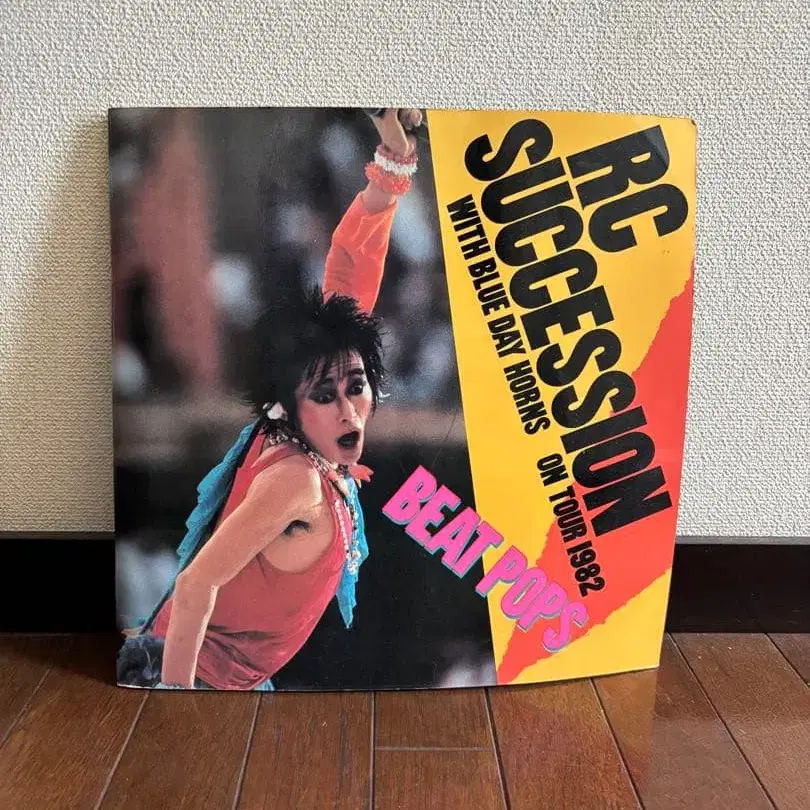 RC
SUCCESSION
WITH BLUE DAY HORNS ON TOUR 1982
BEAT POPS